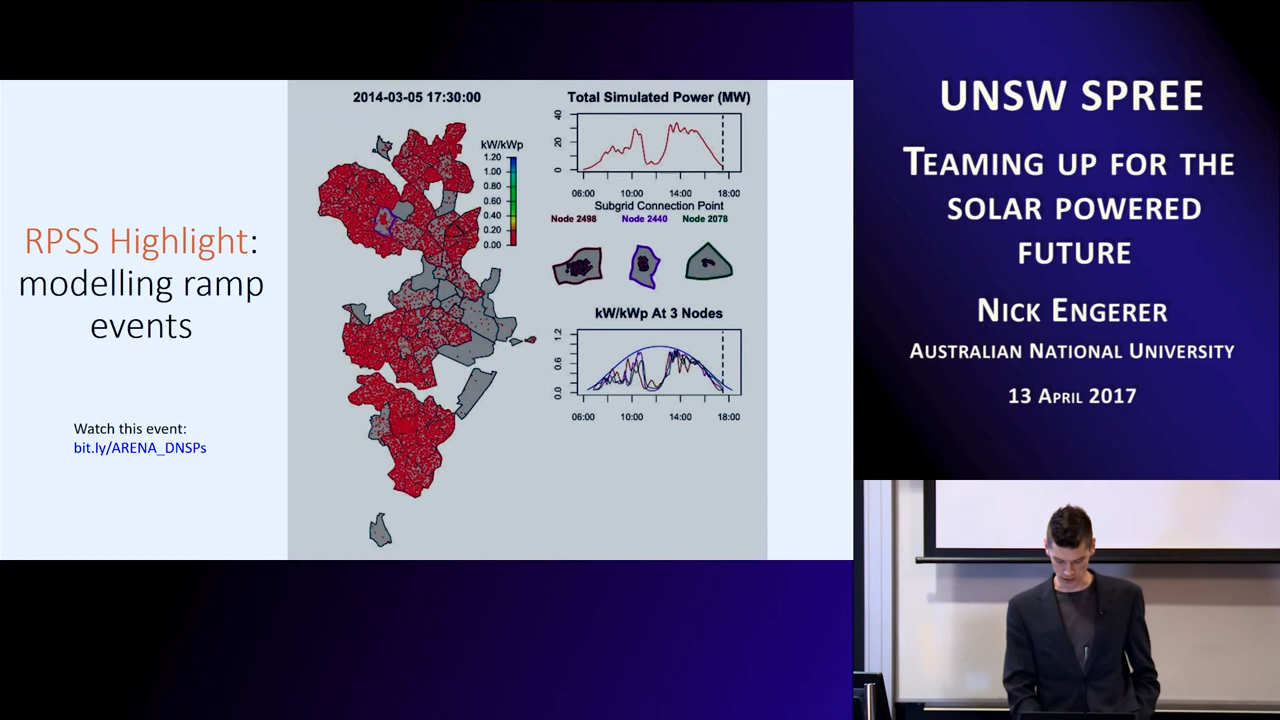 RPSS Highlight:
modelling ramp
events
Watch this event:
bit.ly/ARENA_DNSPs
2014-03-05 17:30:00
kW/kWp
1.20
1.00
0.80
0.60
0.40
0.20
0.00
Total Simulated Power (MW)
40
20
0
06:00 10:00 14:00 18:00
Subgrid Connection Point
Node 2498 Node 2440 Node 2078
kW/kWp At 3 Nodes
1.2
0.6
0.0
06:00 10:00 14:00 18:00
UNSW SPREE
TEAMING UP FOR THE
SOLAR POWERED
FUTURE
NICK ENGERER
AUSTRALIAN NATIONAL UNIVERSITY
13 APRIL 2017